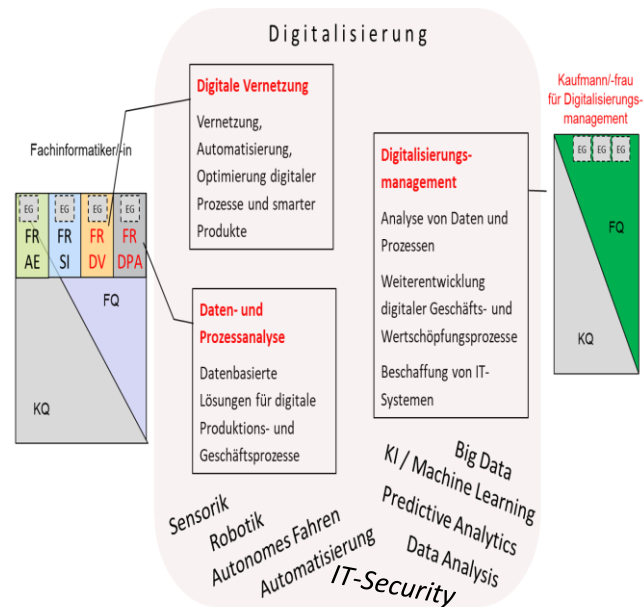 Digitalisierung
Fachinformatiker/-in
EG
EG
EG
EG
FR
AE
FR
SI
FR
DV
FR
DPA
FQ
KQ
Digitale Vernetzung
Vernetzung,
Automatisierung,
Optimierung digitaler
Prozesse und smarter
Produkte
Daten- und
Prozessanalyse
Datenbasierte
Lösungen für digitale
Produktions- und
Geschäftsprozesse
Digitalisierungs-
management
Analyse von Daten und
Prozessen
Weiterentwicklung
digitaler Geschäfts- und
Wertschöpfungsprozesse
Beschaffung von IT-
Systemen
Kaufmann/-frau
für Digitalisierungs-
management
EG
EG
EG
FQ
KQ
Sensorik
Robotik
Autonomes Fahren
Automatisierung
Big Data
KI / Machine Learning
Predictive Analytics
Data Analysis
IT-Security